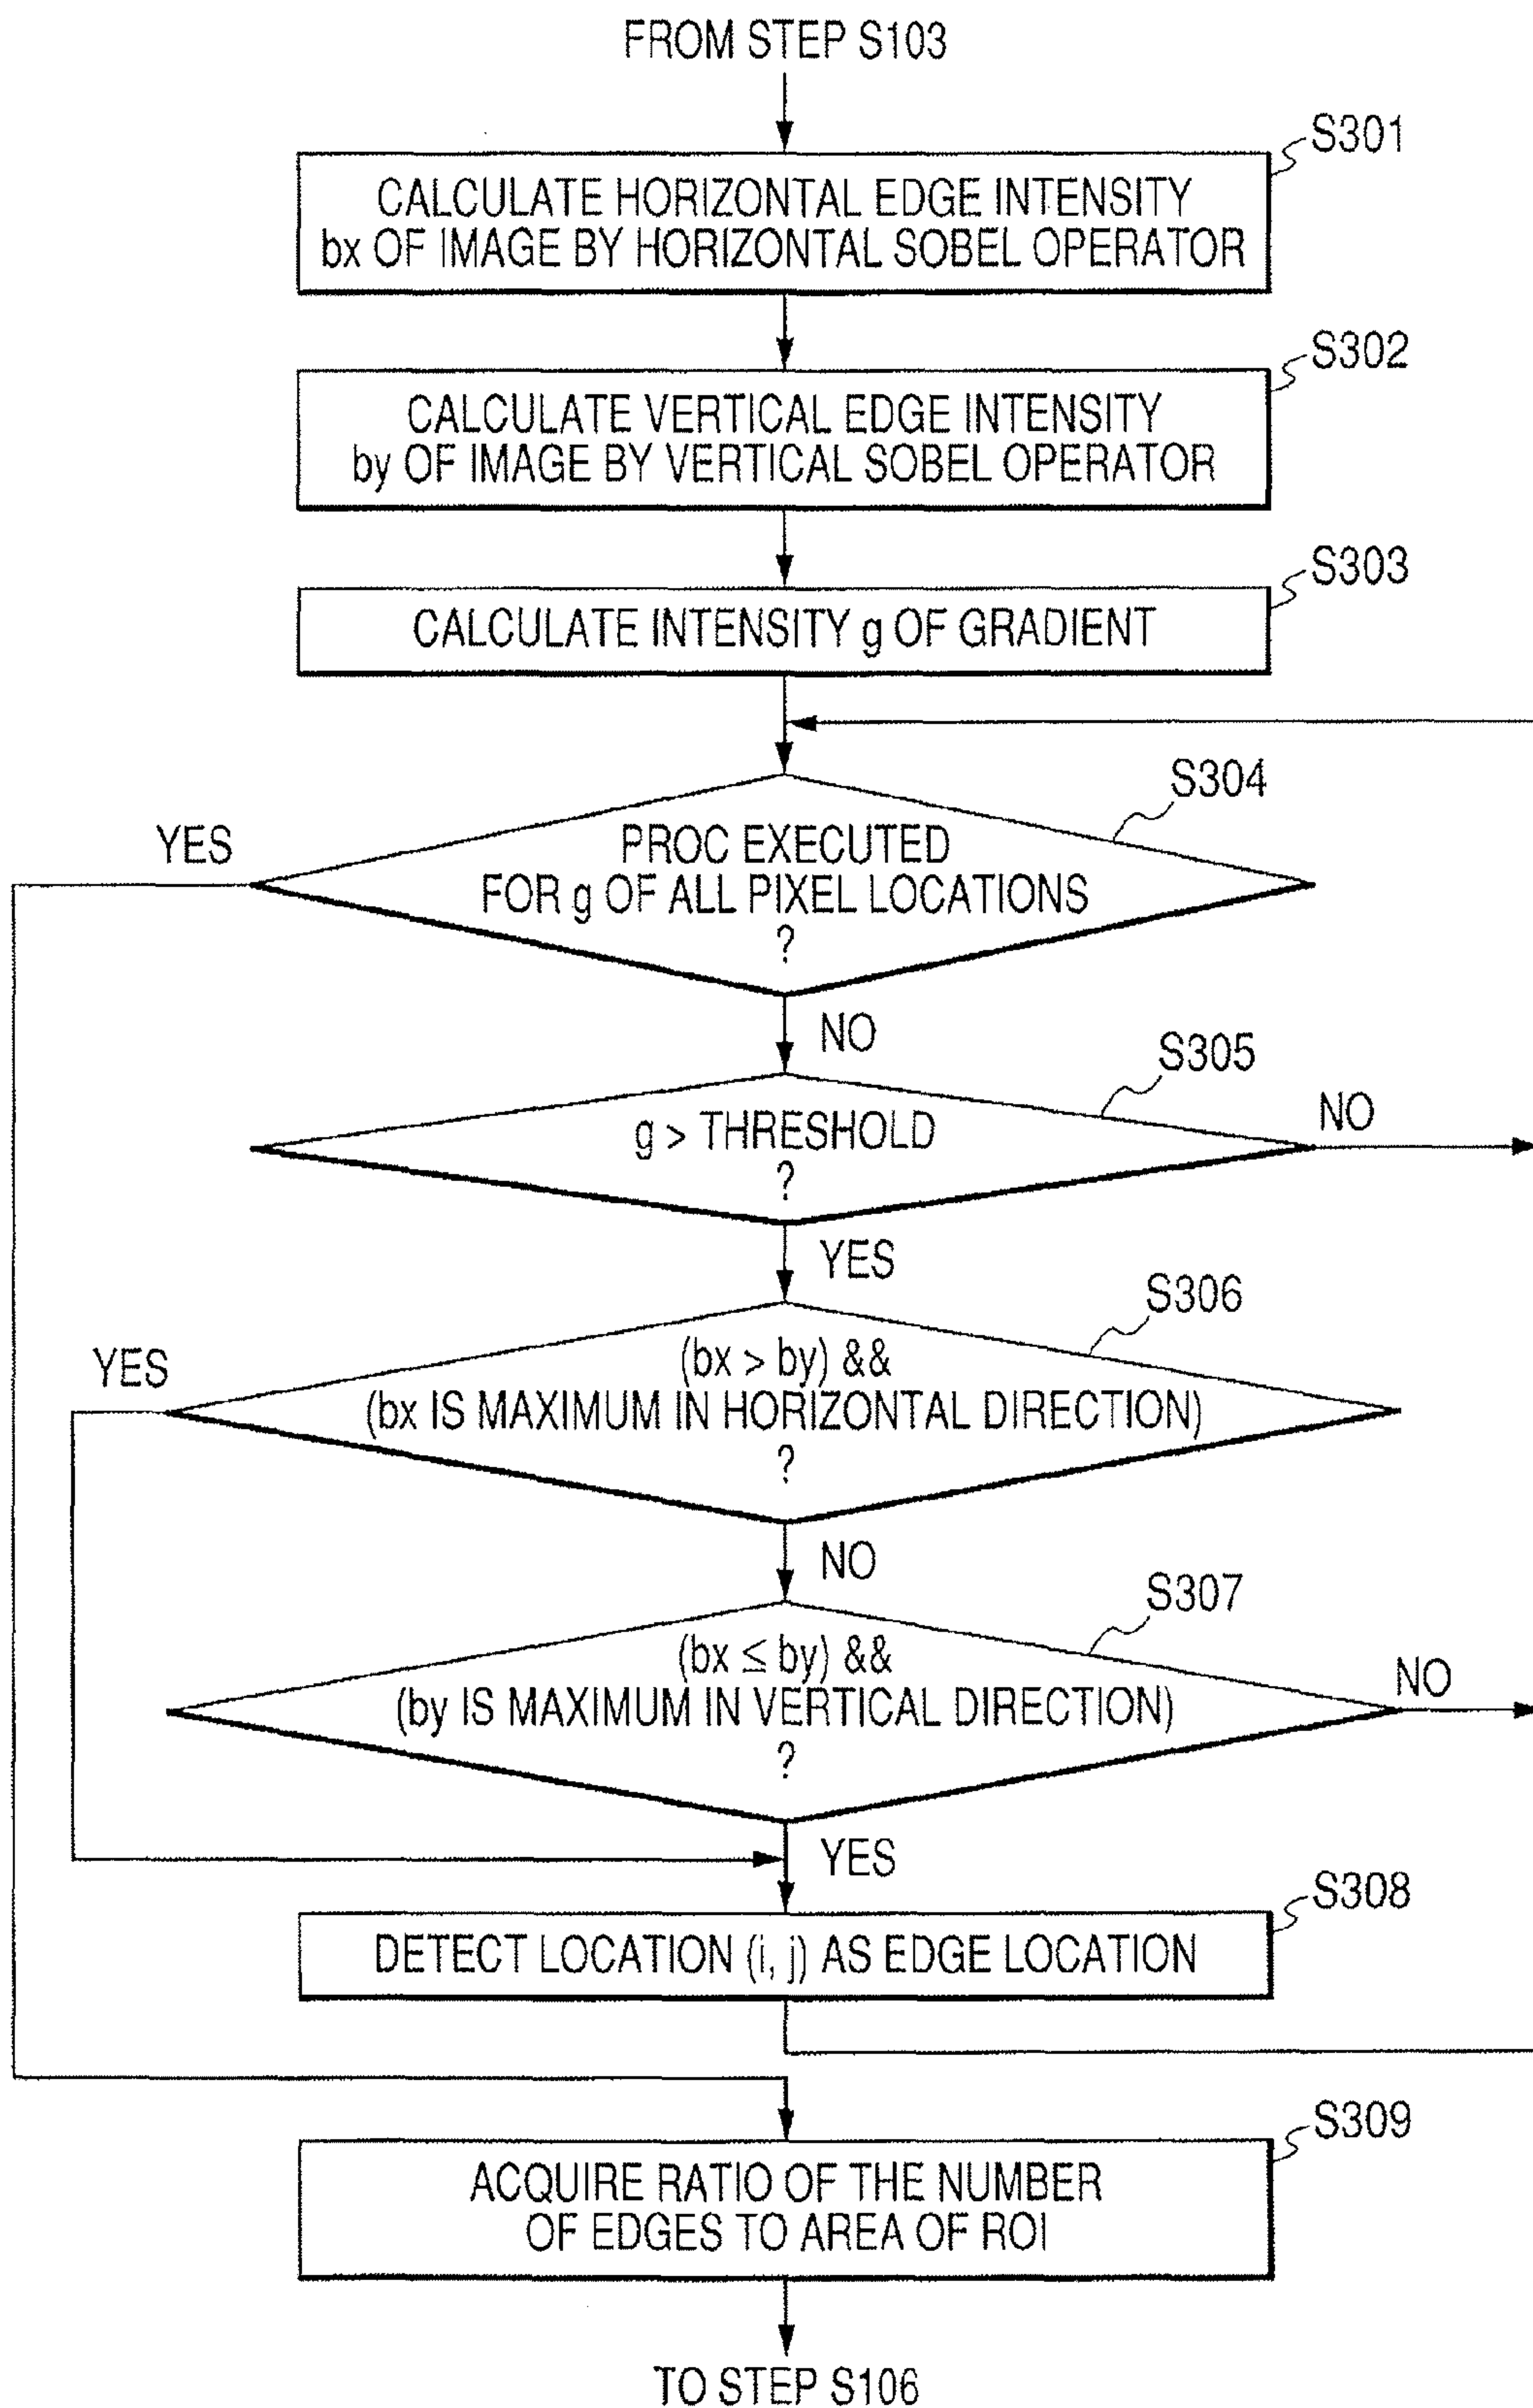 FROM STEP S103
S301
CALCULATE HORIZONTAL EDGE INTENSITY
bx OF IMAGE BY HORIZONTAL SOBEL OPERATOR
S302
CALCULATE VERTICAL EDGE INTENSITY
by OF IMAGE BY VERTICAL SOBEL OPERATOR
S303
CALCULATE INTENSITY g OF GRADIENT
S304
YES
PROC EXECUTED
FOR g OF ALL PIXEL LOCATIONS
?
NO
S305
g > THRESHOLD
?
NO
YES
S306
YES
(bx > by) &&
(bx IS MAXIMUM IN HORIZONTAL DIRECTION)
?
NO
S307
(bx ≤ by) &&
(by IS MAXIMUM IN VERTICAL DIRECTION)
?
NO
YES
S308
DETECT LOCATION (i, j) AS EDGE LOCATION
S309
ACQUIRE RATIO OF THE NUMBER
OF EDGES TO AREA OF ROI
TO STEP S106